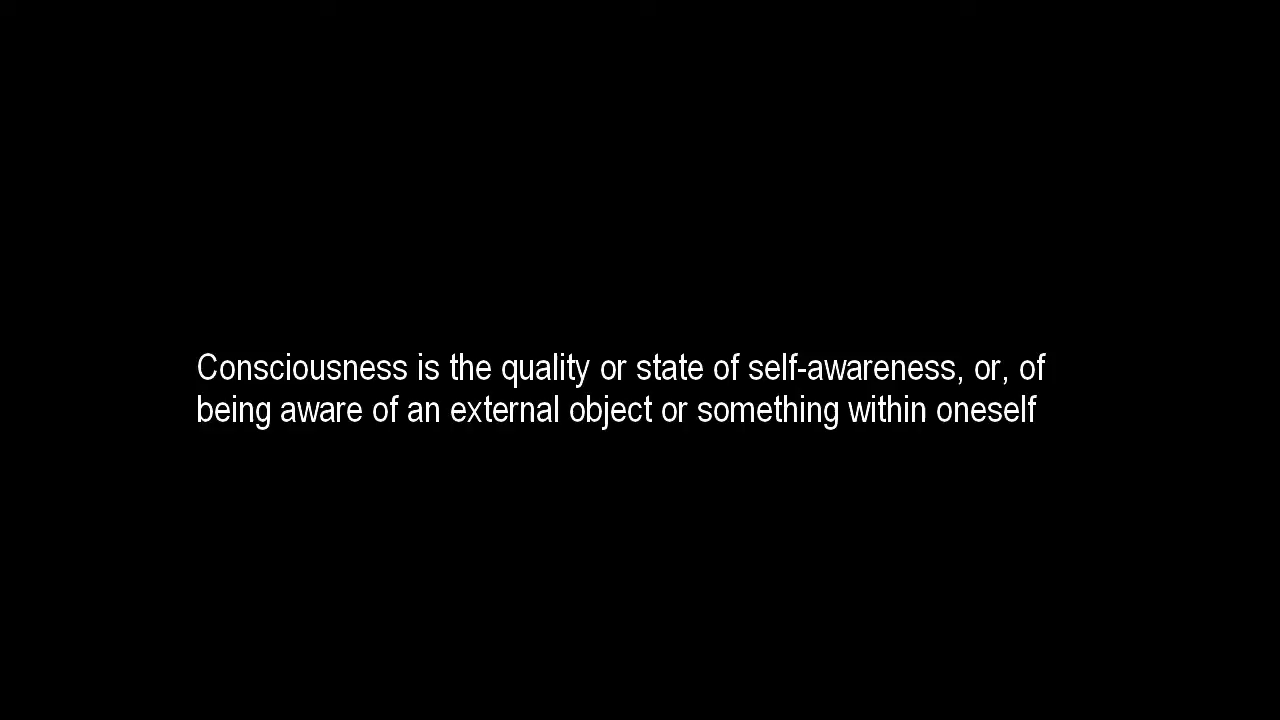 Consciousness is the quality or state of self-awareness, or, of
being aware of an external object or something within oneself